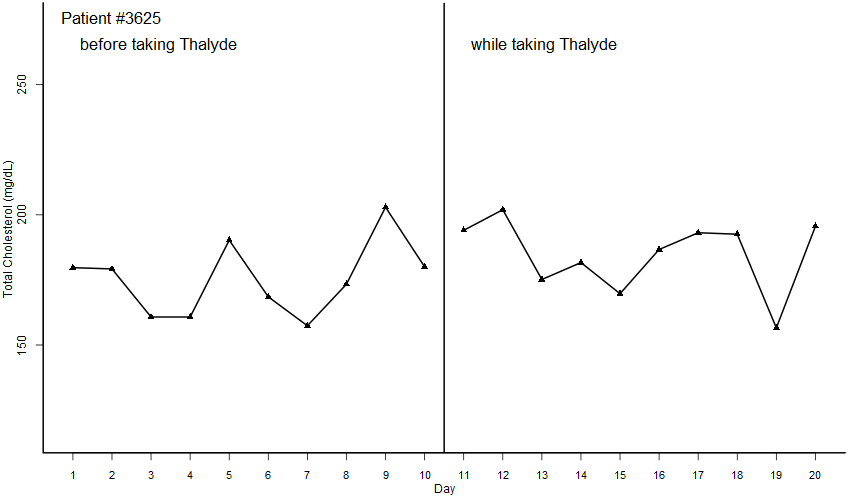 Patient #3625
before taking Thalyde
while taking Thalyde
Total Cholesterol (mg/dL)
250
200
150
1 2 3 4 5 6 7 8 9 10 11 12 13 14 15 16 17 18 19 20
Day